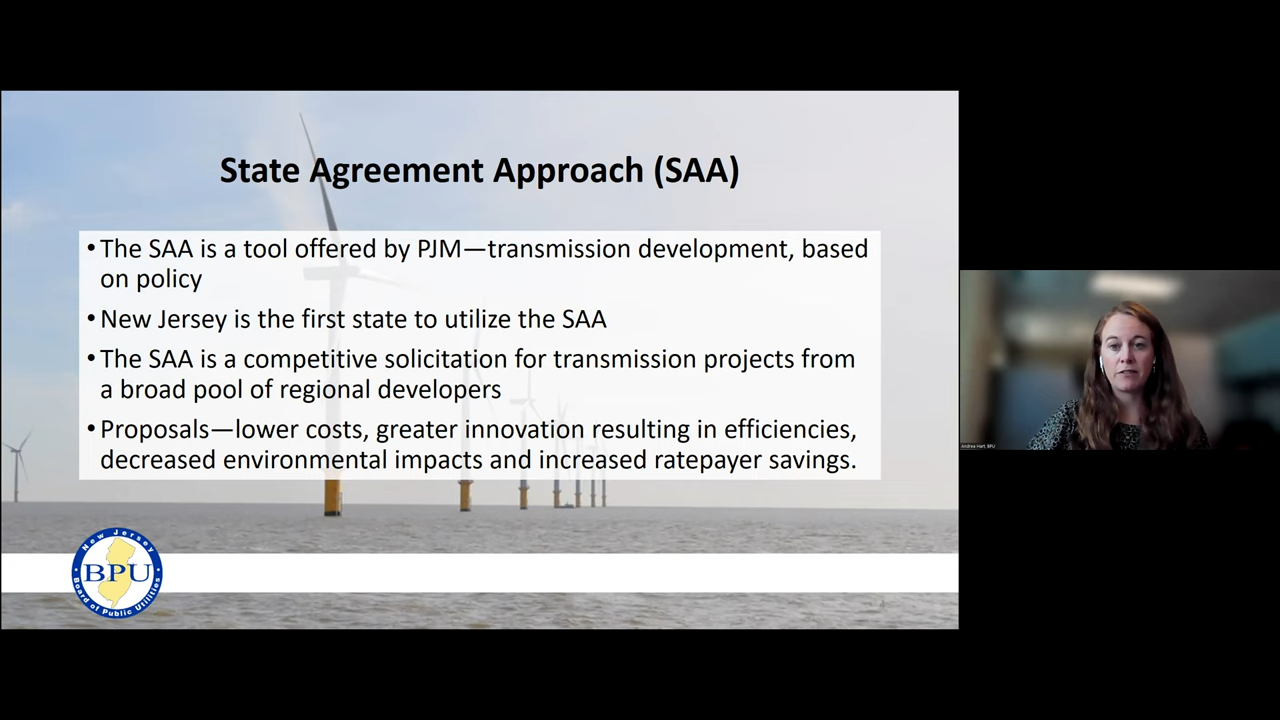 State Agreement Approach (SAA)
• The SAA is a tool offered by PJM—transmission development, based
on policy
• New Jersey is the first state to utilize the SAA
• The SAA is a competitive solicitation for transmission projects from
a broad pool of regional developers
• Proposals—lower costs, greater innovation resulting in efficiencies,
decreased environmental impacts and increased ratepayer savings.
New Jersey
BPU
Board of Public Utilities
Andrea Hart, BPU